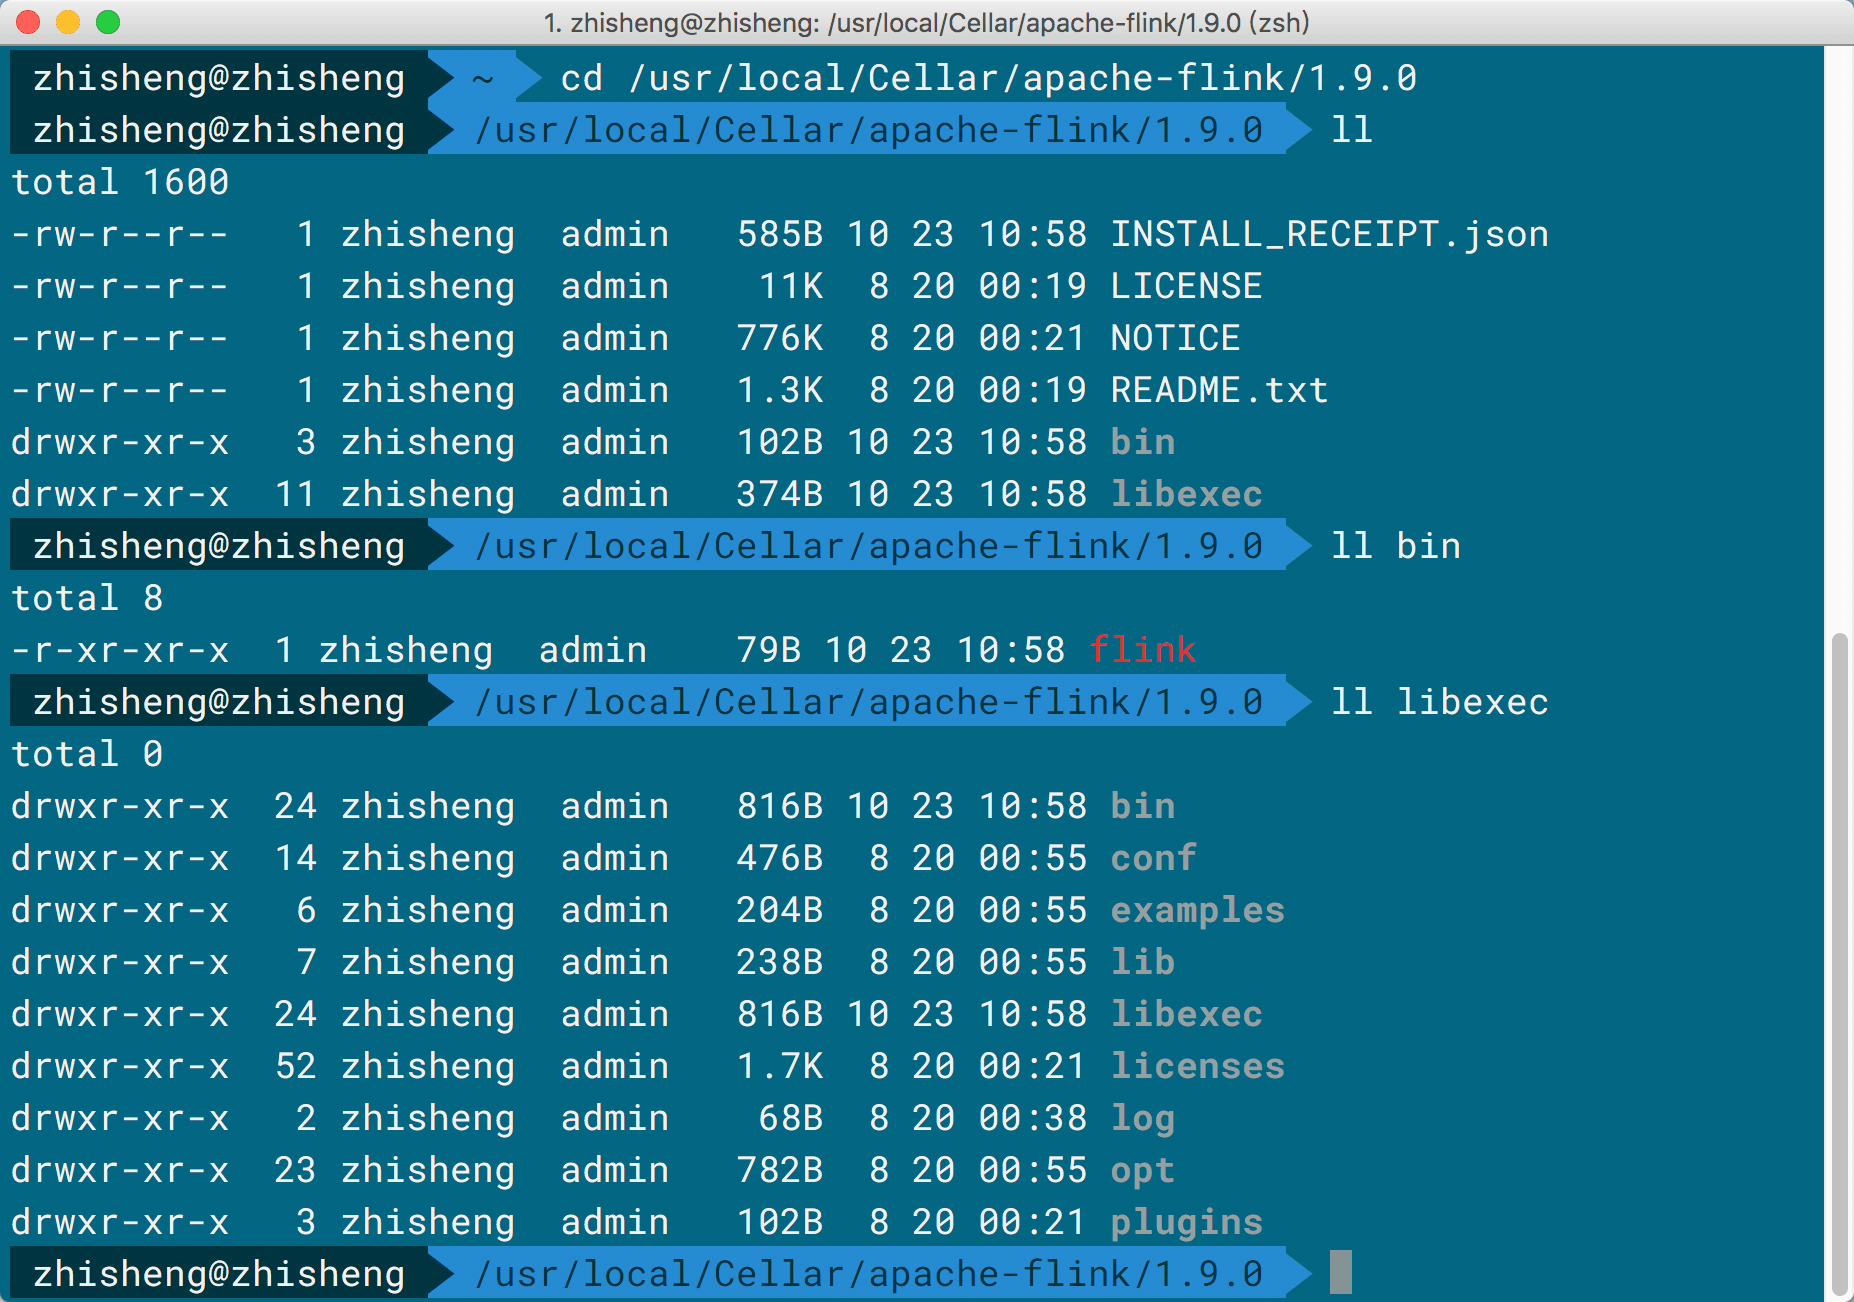 1. zhisheng@zhisheng: /usr/local/Cellar/apache-flink/1.9.0 (zsh)
zhisheng@zhisheng ~ cd /usr/local/Cellar/apache-flink/1.9.0
zhisheng@zhisheng /usr/local/Cellar/apache-flink/1.9.0 ll
total 1600
-rw-r--r-- 1 zhisheng admin 585B 10 23 10:58 INSTALL_RECEIPT.json
-rw-r--r-- 1 zhisheng admin 11K 8 20 00:19 LICENSE
-rw-r--r-- 1 zhisheng admin 776K 8 20 00:21 NOTICE
-rw-r--r-- 1 zhisheng admin 1.3K 8 20 00:19 README.txt
drwxr-xr-x 3 zhisheng admin 102B 10 23 10:58 bin
drwxr-xr-x 11 zhisheng admin 374B 10 23 10:58 libexec
zhisheng@zhisheng /usr/local/Cellar/apache-flink/1.9.0 ll bin
total 8
-r-xr-xr-x 1 zhisheng admin 79B 10 23 10:58 flink
zhisheng@zhisheng /usr/local/Cellar/apache-flink/1.9.0 ll libexec
total 0
drwxr-xr-x 24 zhisheng admin 816B 10 23 10:58 bin
drwxr-xr-x 14 zhisheng admin 476B 8 20 00:55 conf
drwxr-xr-x 6 zhisheng admin 204B 8 20 00:55 examples
drwxr-xr-x 7 zhisheng admin 238B 8 20 00:55 lib
drwxr-xr-x 24 zhisheng admin 816B 10 23 10:58 libexec
drwxr-xr-x 52 zhisheng admin 1.7K 8 20 00:21 licenses
drwxr-xr-x 2 zhisheng admin 68B 8 20 00:38 log
drwxr-xr-x 23 zhisheng admin 782B 8 20 00:55 opt
drwxr-xr-x 3 zhisheng admin 102B 8 20 00:21 plugins
zhisheng@zhisheng /usr/local/Cellar/apache-flink/1.9.0